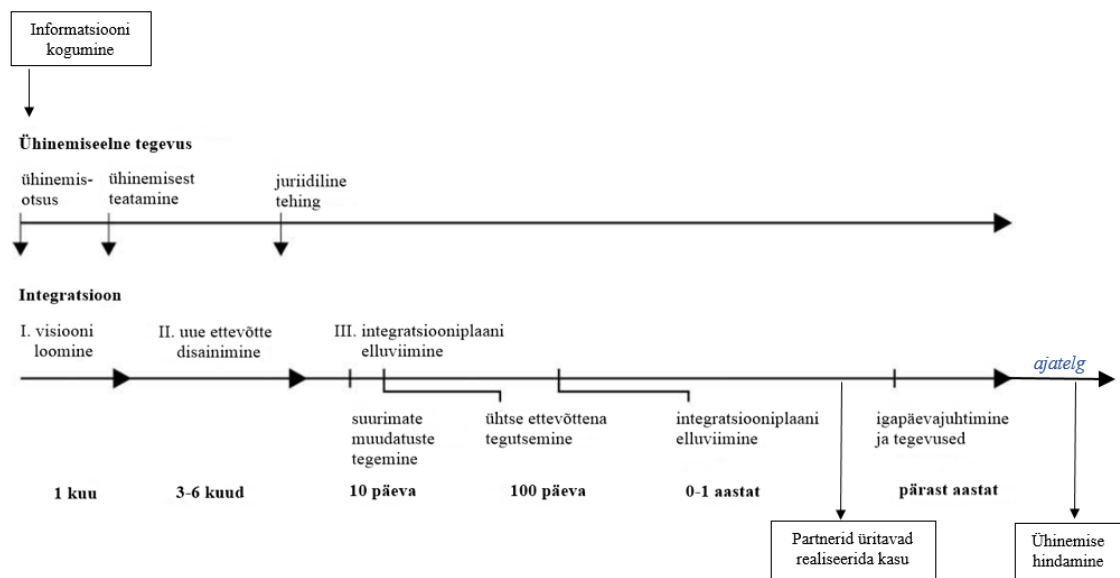 Informatsiooni
kogumine
Ühinemiseelne tegevus
ühinemis-
otsus
ühinemisest
teatamine
juriidiline
tehing
Integratsioon
I. visiooni
loomine
II. uue ettevõtte
disainimine
III. integratsiooniplaani
elluviimine
ajatelg
suurimate
muudatuste
tegemine
ühtse ettevõttena
tegutsemine
integratsiooniplaani
elluviimine
igapäevajuhtimine
ja tegevused
1 kuu
3-6 kuud
10 päeva
100 päeva
0-1 aastat
pärast aastat
Partnerid üritavad
realiseerida kasu
Ühinemise
hindamine